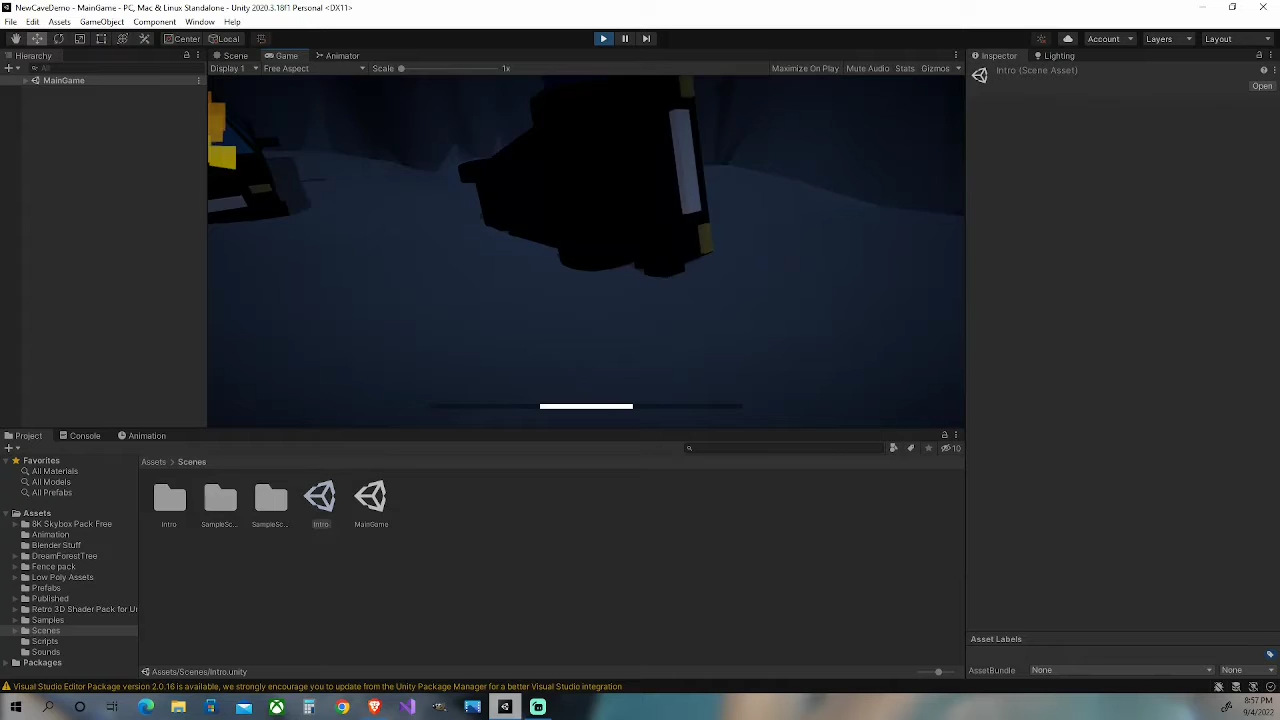 NewCaveDemo - MainGame - PC, Mac & Linux Standalone - Unity 2020.3.18f1 Personal <DX11>
File Edit Assets GameObject Component Window Help
Center Local Account Layers Layout
Hierarchy Scene Game Animator Inspector Lighting
All Display 1 Free Aspect Scale 1x Maximize On Play Mute Audio Stats Gizmos Intro (Scene Asset)
MainGame Open
Project Console Animation
10
Favorites Assets > Scenes
All Materials
All Models
All Prefabs
Assets
8K Skybox Pack Free Intro SampleSc... SampleSc... Intro MainGame
Animation
Blender Stuff
DreamForestTree
Fence pack
Low Poly Assets
Prefabs
Published
Retro 3D Shader Pack for Un
Samples
Scenes
Scripts Asset Labels
Sounds
Packages
Assets/Scenes/Intro.unity AssetBundle None None
Visual Studio Editor Package version 2.0.16 is available, we strongly encourage you to update from the Unity Package Manager for a better Visual Studio integration
8:57 PM
9/4/2022